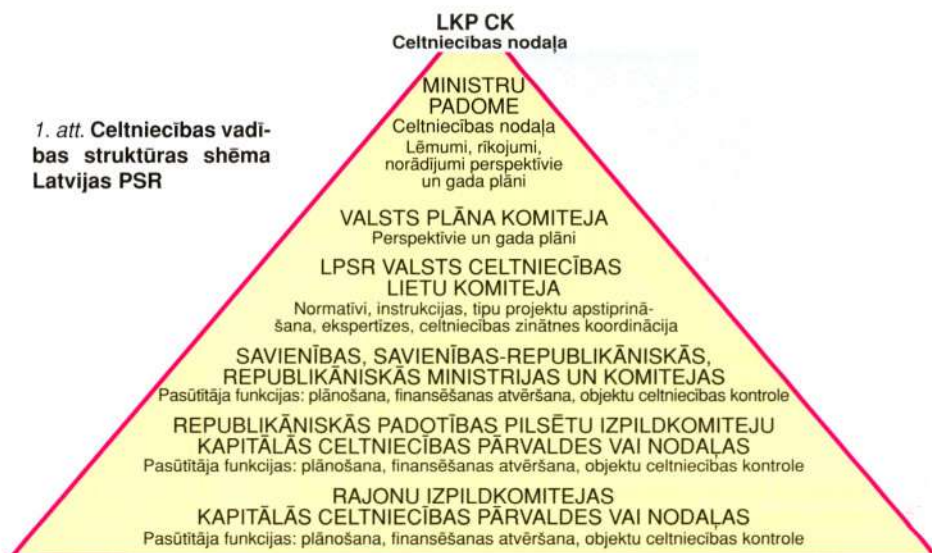 LKP CK
Celtniecības nodaļa
MINISTRU
PADOME
Celtniecības nodaļa
Lēmumi, rīkojumi,
norādījumi perspektīvie
un gada plāni
1. att. Celtniecības vadī-
bas struktūras shēma
Latvijas PSR
VALSTS PLĀNA KOMITEJA
Perspektīvie un gada plāni
LPSR VALSTS CELTNIECĪBAS
LIETU KOMITEJA
Normatīvi, instrukcijas, tipu projektu apstiprinā-
šana, ekspertīzes, celtniecības zinātnes koordinācija
SAVIENĪBAS, SAVIENĪBAS-REPUBLIKĀNISKĀS,
REPUBLIKĀNISKĀS MINISTRIJAS UN KOMITEJAS
Pasūtītāja funkcijas: plānošana, finansēšanas atvēršana, objektu celtniecības kontrole
REPUBLIKĀNISKĀS PADOTĪBAS PILSĒTU IZPILDKOMITEJU
KAPITĀLĀS CELTNIECĪBAS PĀRVALDES VAI NODAĻAS
Pasūtītāja funkcijas: plānošana, finansēšanas atvēršana, objektu celtniecības kontrole
RAJONU IZPILDKOMITEJAS
KAPITĀLĀS CELTNIECĪBAS PĀRVALDES VAI NODAĻAS
Pasūtītāja funkcijas: plānošana, finansēšanas atvēršana, objektu celtniecības kontrole